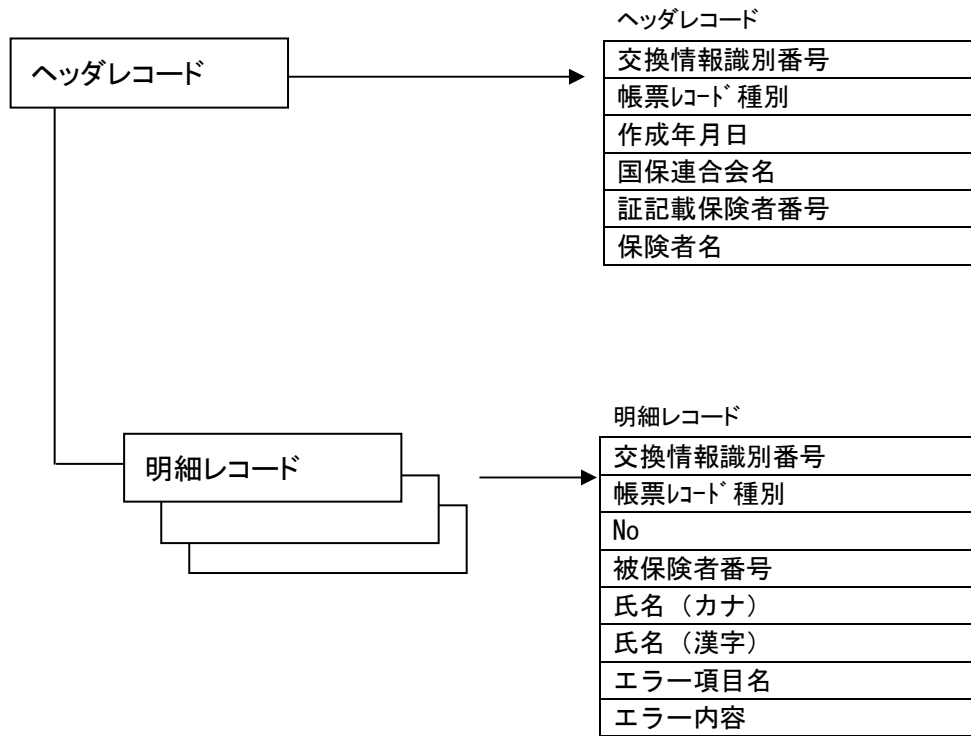 ヘッダレコード
ヘッダレコード
交換情報識別番号
帳票ﾚｺｰﾄﾞ種別
作成年月日
国保連合会名
証記載保険者番号
保険者名
明細レコード
明細レコード
交換情報識別番号
帳票ﾚｺｰﾄﾞ種別
No
被保険者番号
氏名（カナ）
氏名（漢字）
エラー項目名
エラー内容